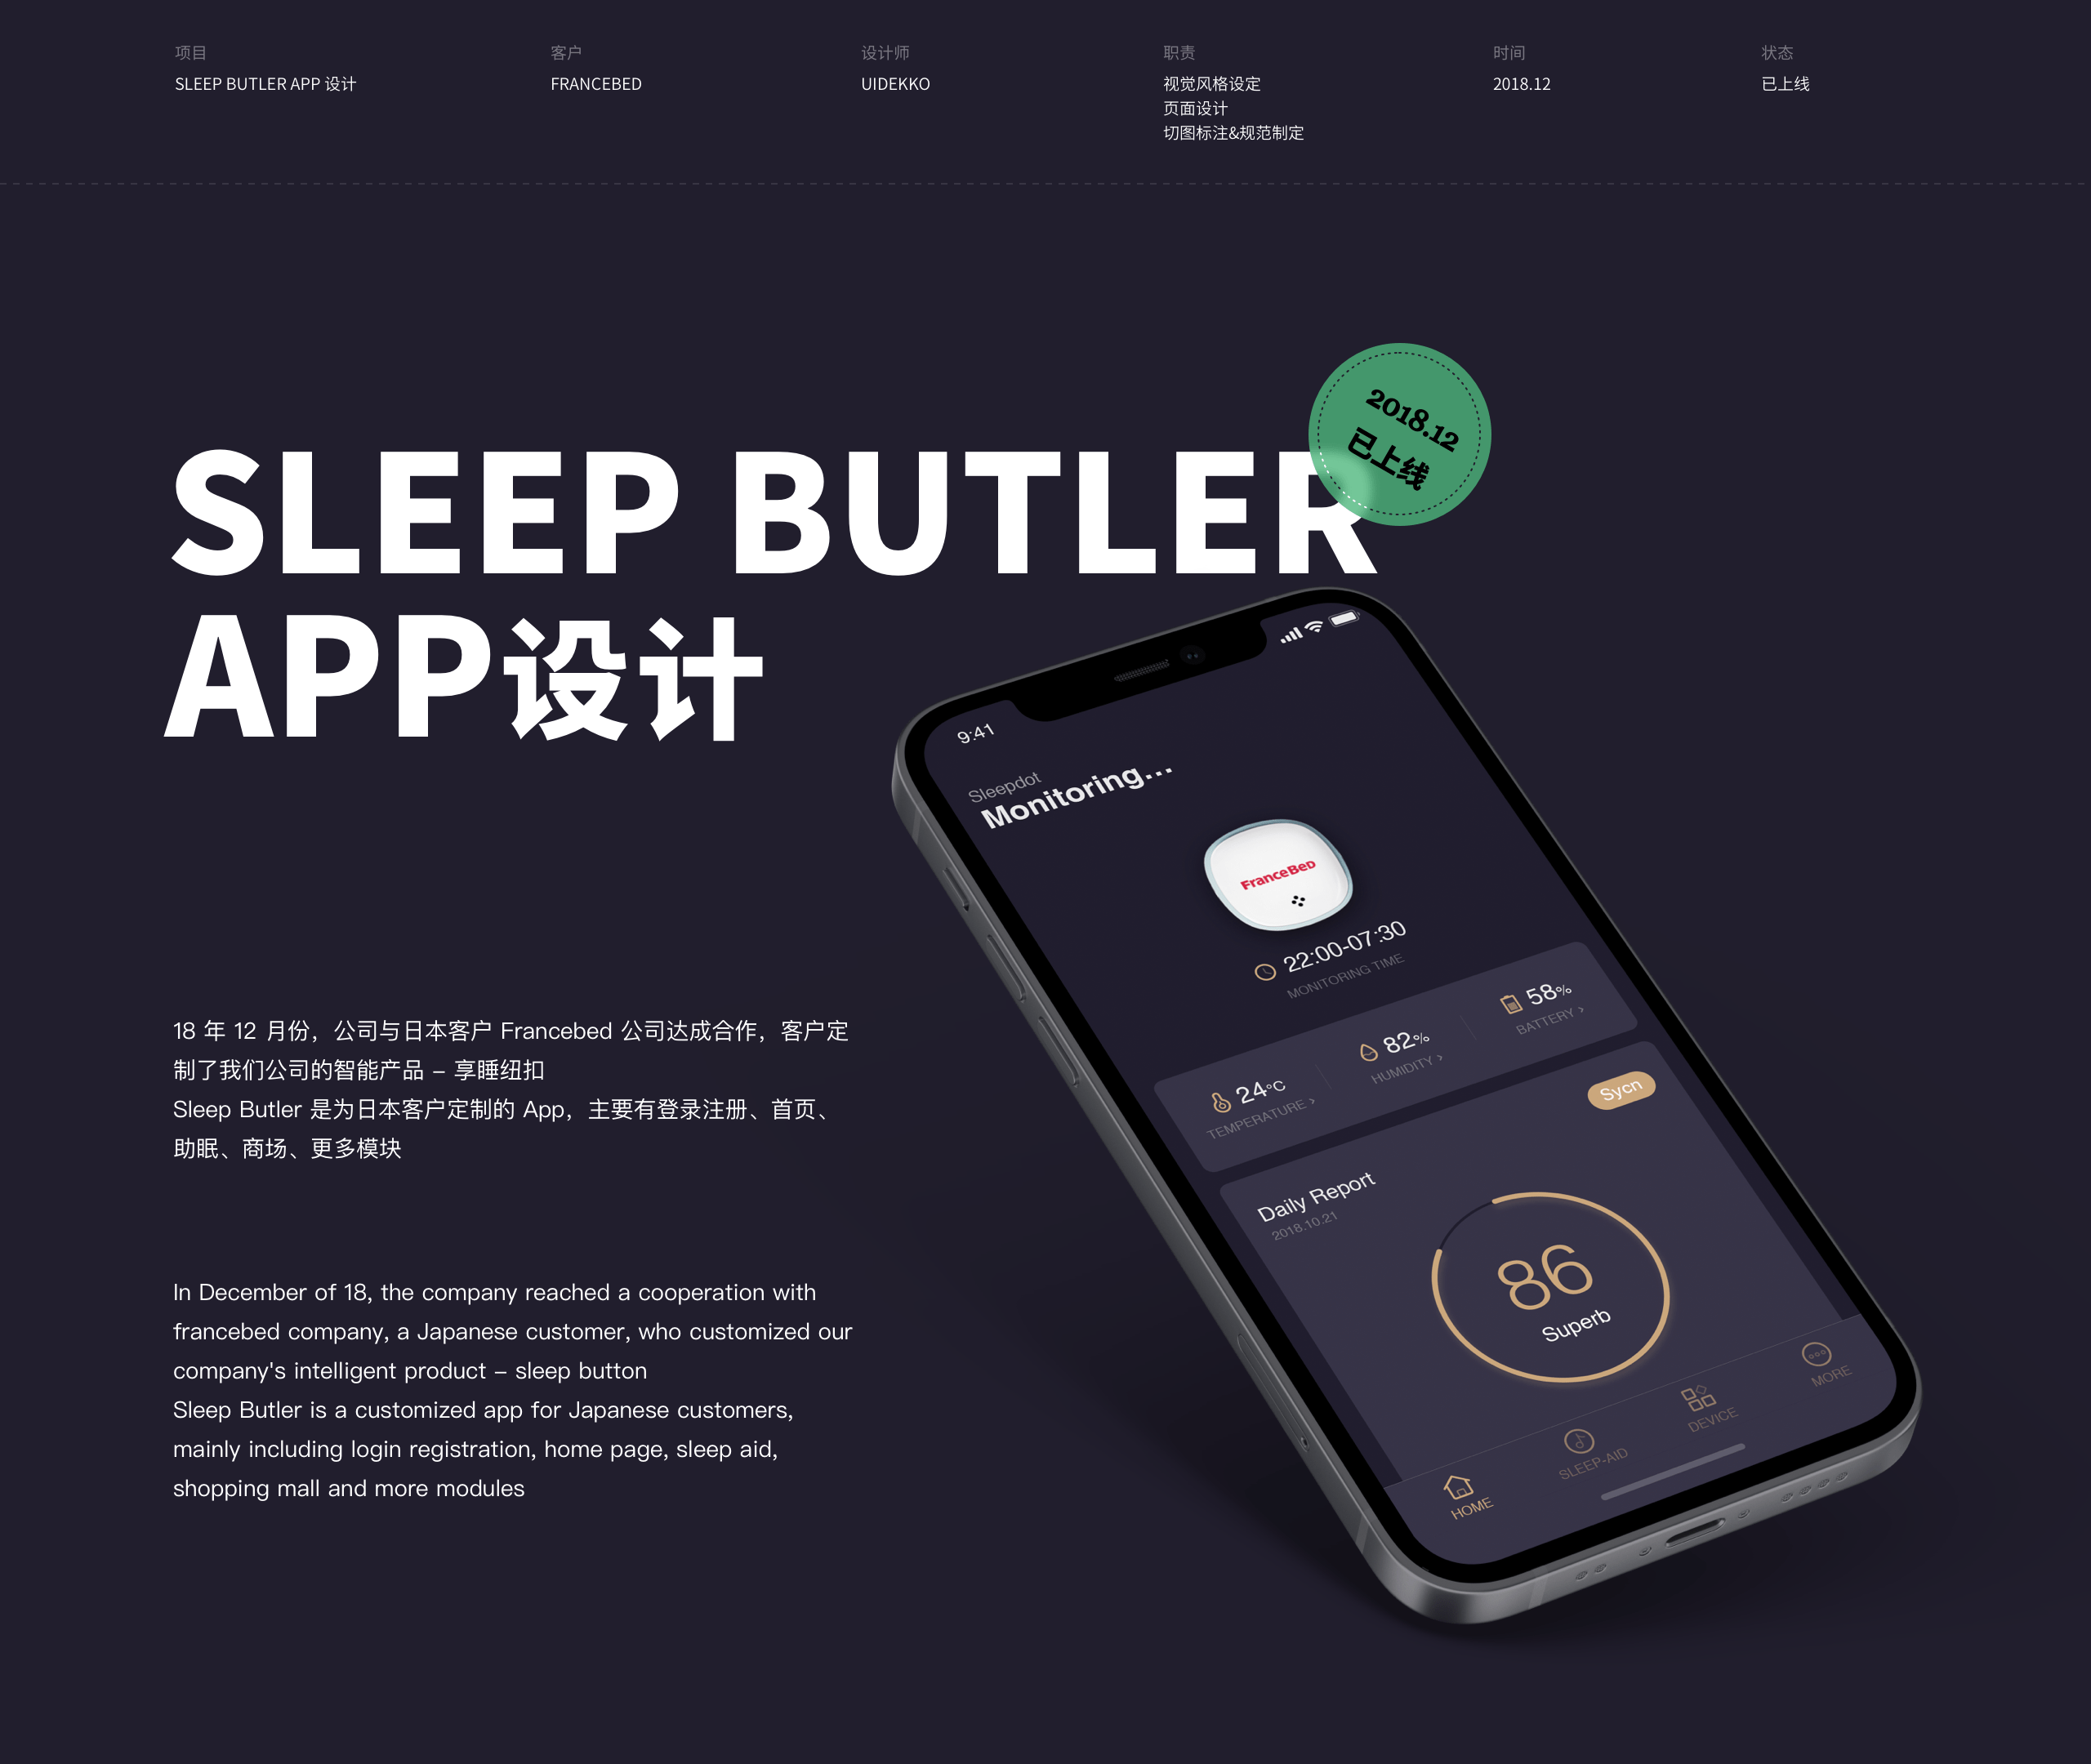 项目
SLEEP BUTLER APP 设计
客户
FRANCEBED
设计师
UIDEKKO
职责
视觉风格设定
页面设计
切图标注&规范制定
时间
2018.12
状态
已上线
2018.12
已上线
SLEEP BUTLER
APP设计
9:41
Sleepdot
Monitoring...
FranceBed
22:00-07:30
MONITORING TIME
24°C
TEMPERATURE ›
82%
HUMIDITY ›
58%
BATTERY ›
Sycn
Daily Report
2018.10.21
86
Superb
HOME
SLEEP-AID
DEVICE
MORE
18 年 12 月份，公司与日本客户 Francebed 公司达成合作，客户定
制了我们公司的智能产品 – 享睡纽扣
Sleep Butler 是为日本客户定制的 App，主要有登录注册、首页、
助眠、商场、更多模块
In December of 18, the company reached a cooperation with
francebed company, a Japanese customer, who customized our
company's intelligent product – sleep button
Sleep Butler is a customized app for Japanese customers,
mainly including login registration, home page, sleep aid,
shopping mall and more modules